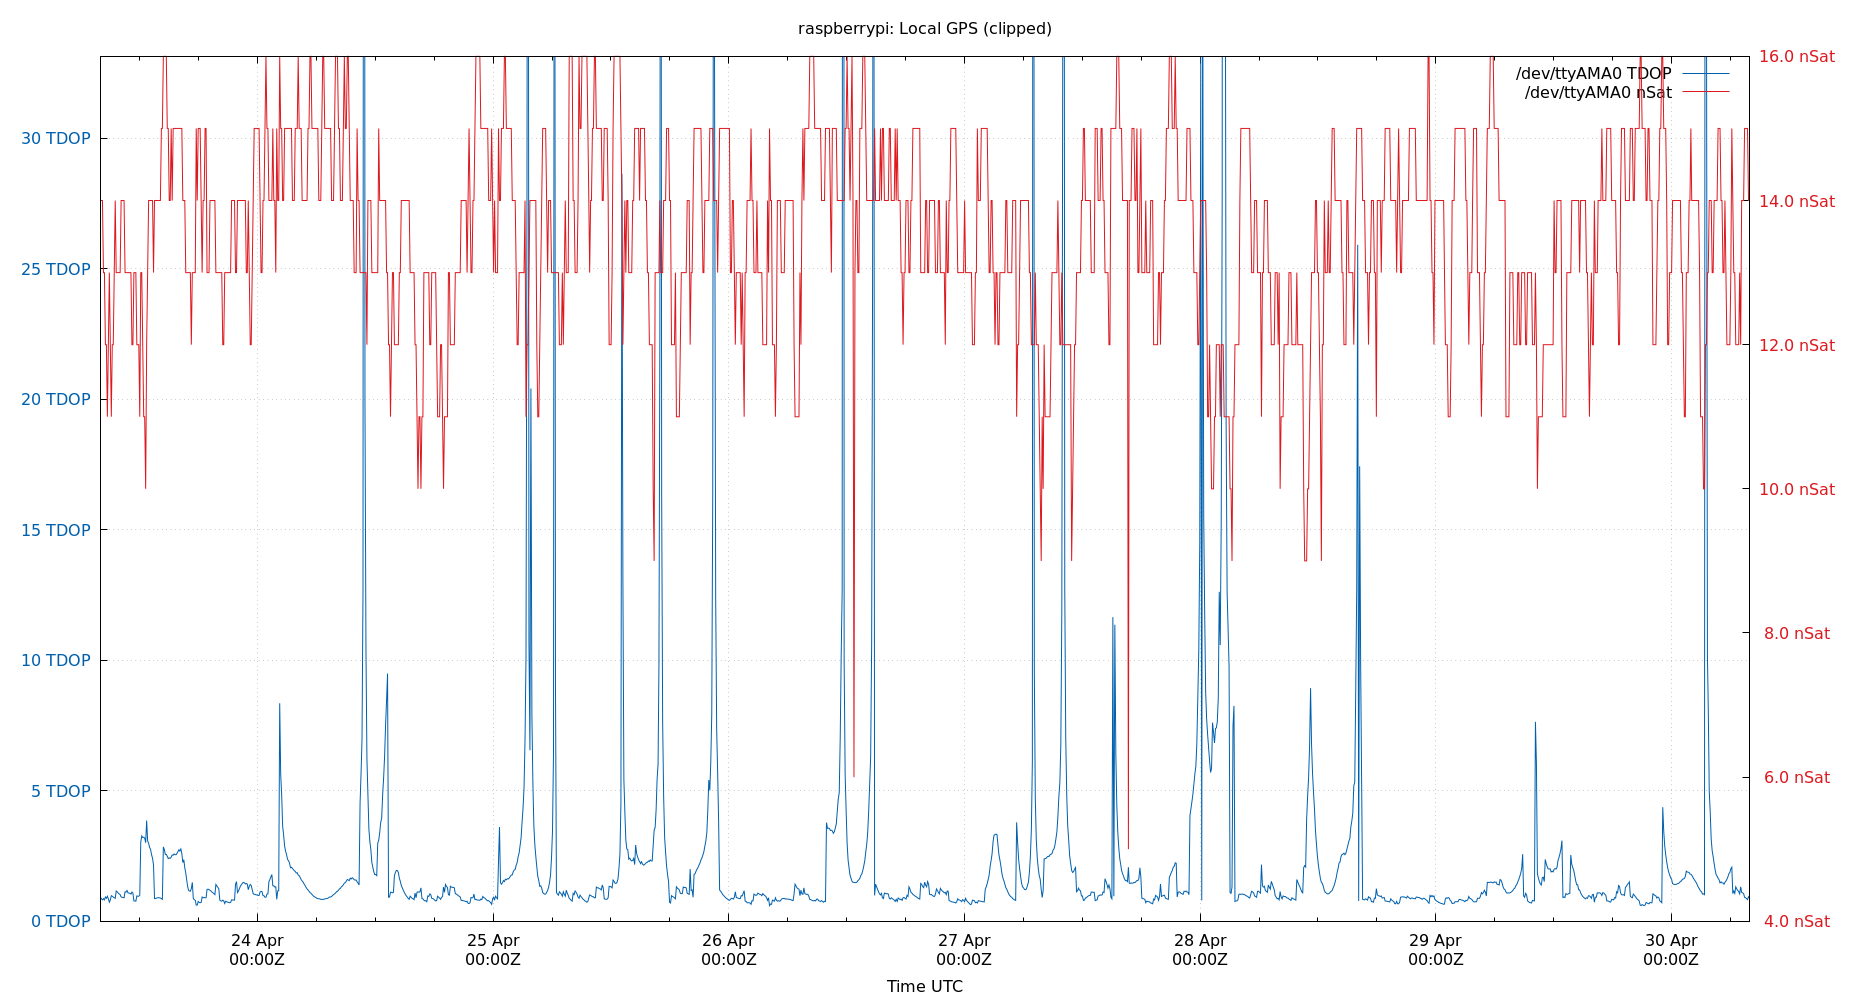 raspberrypi: Local GPS (clipped)
/dev/ttyAMA0 TDOP
/dev/ttyAMA0 nSat
30 TDOP
25 TDOP
20 TDOP
15 TDOP
10 TDOP
5 TDOP
0 TDOP
16.0 nSat
14.0 nSat
12.0 nSat
10.0 nSat
8.0 nSat
6.0 nSat
4.0 nSat
24 Apr
00:00Z
25 Apr
00:00Z
26 Apr
00:00Z
27 Apr
00:00Z
28 Apr
00:00Z
29 Apr
00:00Z
30 Apr
00:00Z
Time UTC